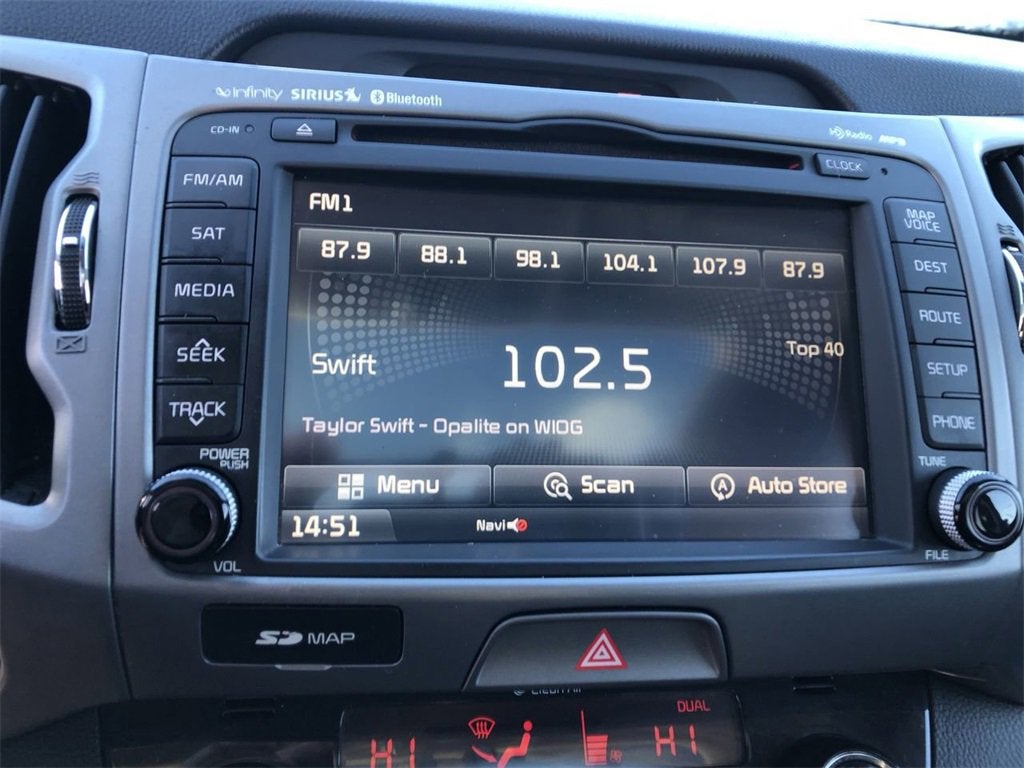 infinity SIRIUS Bluetooth
CD-IN
HD Radio MP3
CLOCK
FM/AM
SAT
MEDIA
SEEK
TRACK
POWER
PUSH
VOL
FM1
87.9 88.1 98.1 104.1 107.9 87.9
Swift 102.5 Top 40
Taylor Swift - Opalite on WIOG
Menu Scan Auto Store
14:51 Navi
MAP
VOICE
DEST
ROUTE
SETUP
PHONE
TUNE
FILE
SD MAP
Clean Air
DUAL
HI HI